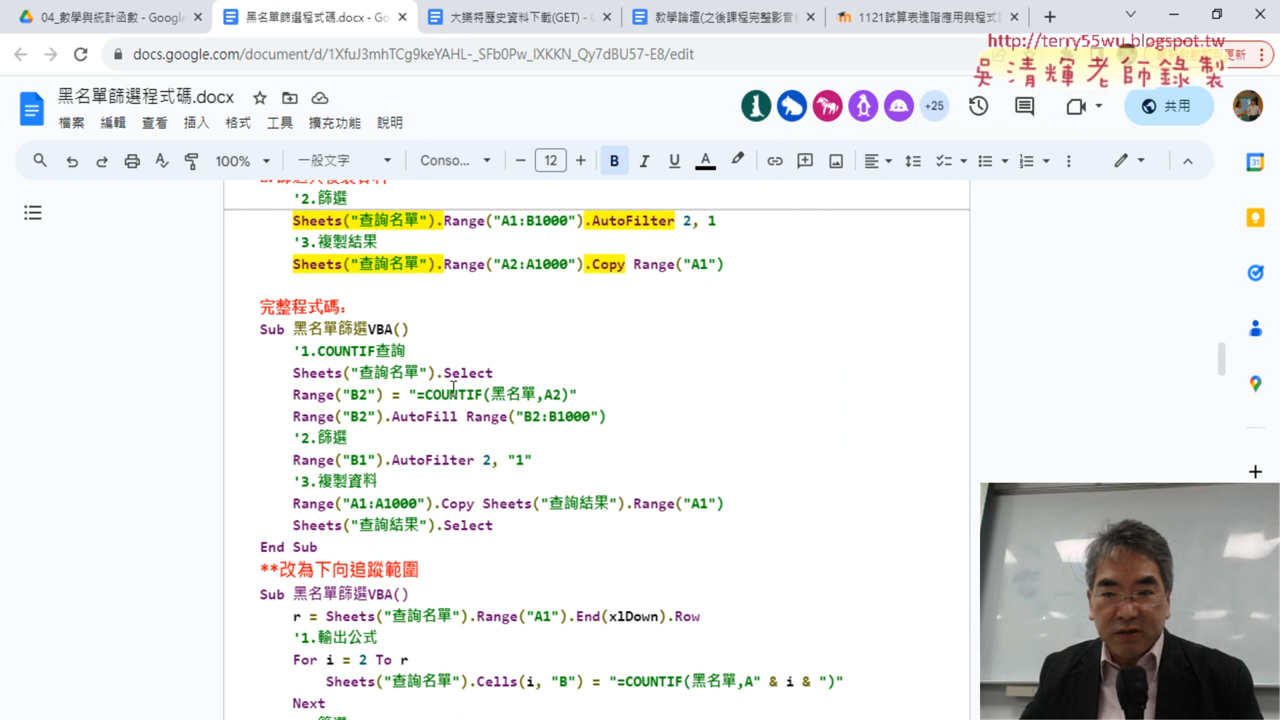 04_數學與統計函數 - Google
黑名單篩選程式碼.docx - Go
大樂特歷史資料下載(GET) - G
教學論壇(之後課程完整影音
1121試算表進階應用與程式
docs.google.com/document/d/1XfuJ3mhTCg9keYAHL-_SFb0Pw_lXKKN_Qy7dBU57-E8/edit
更新
http://terry55wu.blogspot.tw
吳清輝老師錄製
黑名單篩選程式碼.docx
檔案 編輯 查看 插入 格式 工具 擴充功能 說明
+25
共用
100% 一般文字 Conso... 12 B I U A
'2.篩選
Sheets("查詢名單").Range("A1:B1000").AutoFilter 2, 1
'3.複製結果
Sheets("查詢名單").Range("A2:A1000").Copy Range("A1")
完整程式碼：
Sub 黑名單篩選VBA()
'1.COUNTIF查詢
Sheets("查詢名單").Select
Range("B2") = "=COUNTIF(黑名單,A2)"
Range("B2").AutoFill Range("B2:B1000")
'2.篩選
Range("B1").AutoFilter 2, "1"
'3.複製資料
Range("A1:A1000").Copy Sheets("查詢結果").Range("A1")
Sheets("查詢結果").Select
End Sub
**改為下向追蹤範圍
Sub 黑名單篩選VBA()
r = Sheets("查詢名單").Range("A1").End(xlDown).Row
'1.輸出公式
For i = 2 To r
Sheets("查詢名單").Cells(i, "B") = "=COUNTIF(黑名單,A" & i & ")"
Next